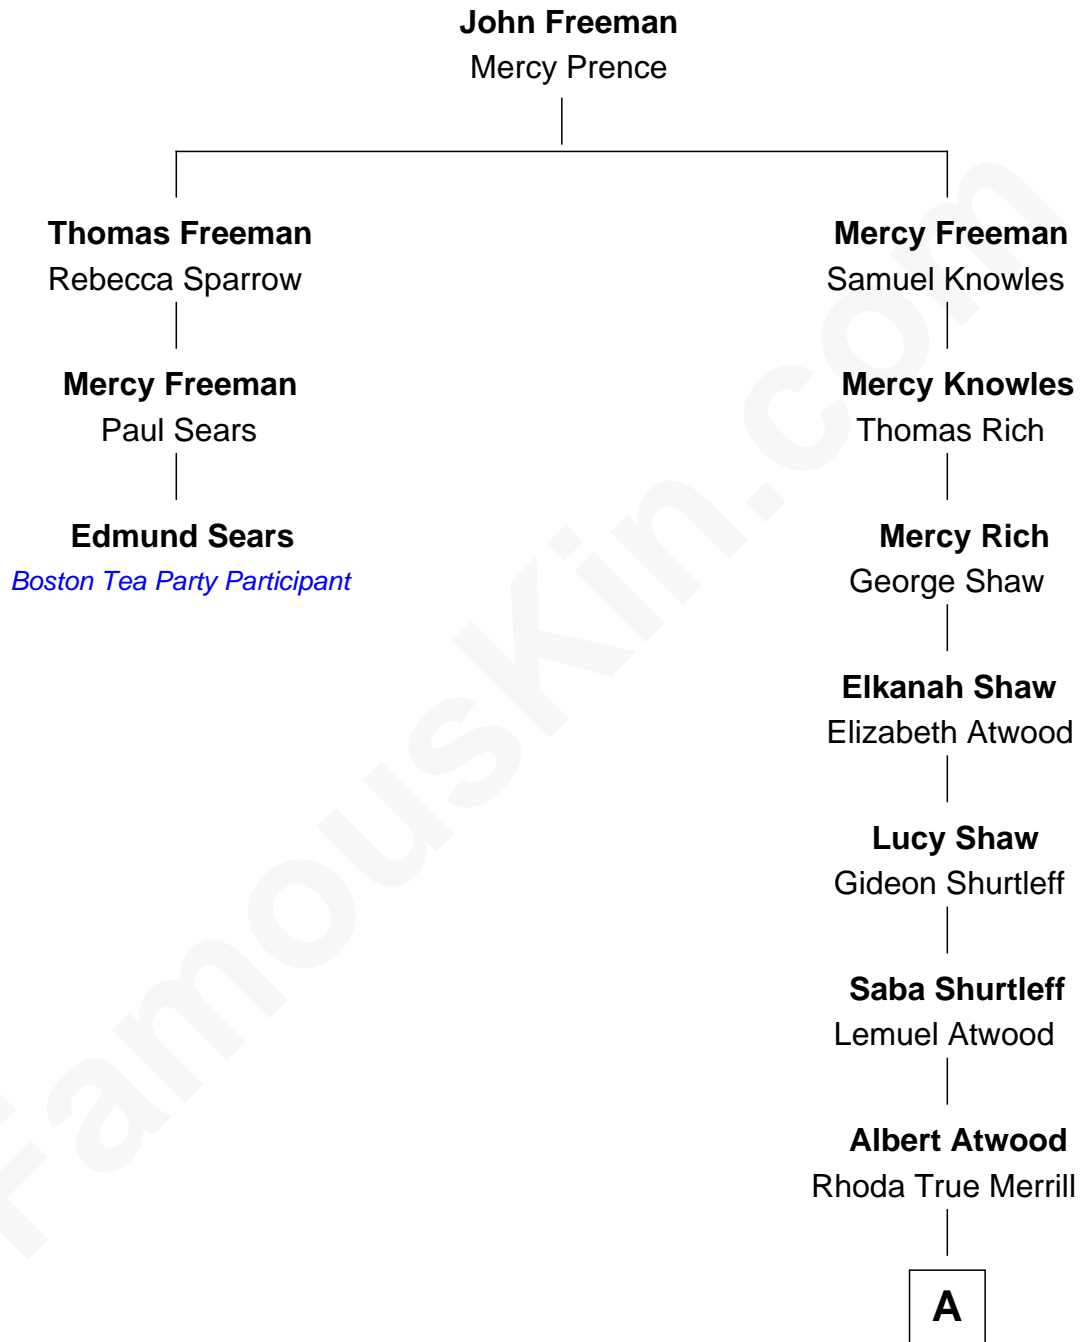 John Freeman
Mercy Prence
Thomas Freeman
Rebecca Sparrow
Mercy Freeman
Paul Sears
Edmund Sears
Boston Tea Party Participant
Mercy Freeman
Samuel Knowles
Mercy Knowles
Thomas Rich
Mercy Rich
George Shaw
Elkanah Shaw
Elizabeth Atwood
Lucy Shaw
Gideon Shurtleff
Saba Shurtleff
Lemuel Atwood
Albert Atwood
Rhoda True Merrill
A
FamousKin.com